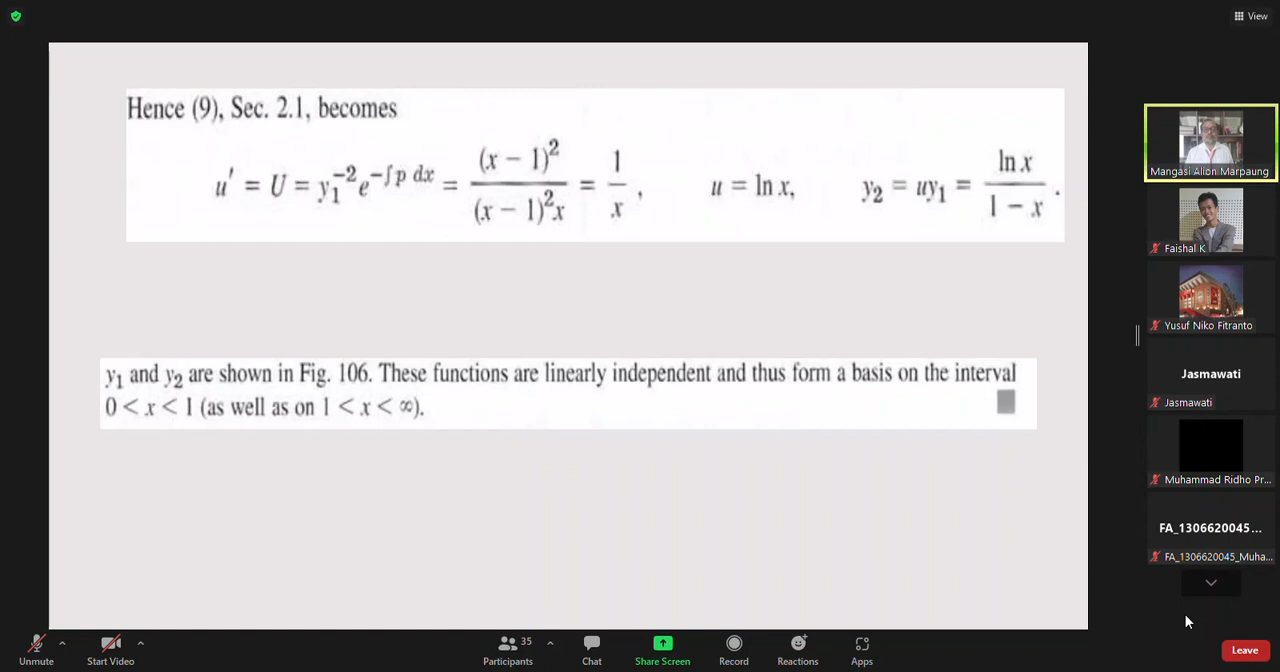 View
Hence (9), Sec. 2.1, becomes
u′ = U = y₁⁻²e^(−∫p dx) = (x − 1)²/((x − 1)²x) = 1/x, u = ln x, y₂ = uy₁ = ln x/(1 − x).
y₁ and y₂ are shown in Fig. 106. These functions are linearly independent and thus form a basis on the interval
0 < x < 1 (as well as on 1 < x < ∞).
Mangasi Alion Marpaung
Faishal K
Yusuf Niko Fitranto
Jasmawati
Jasmawati
Muhammad Ridho Pr...
FA_1306620045...
FA_1306620045_Muha...
Unmute
Start Video
Participants 35
Chat
Share Screen
Record
Reactions
Apps
Leave